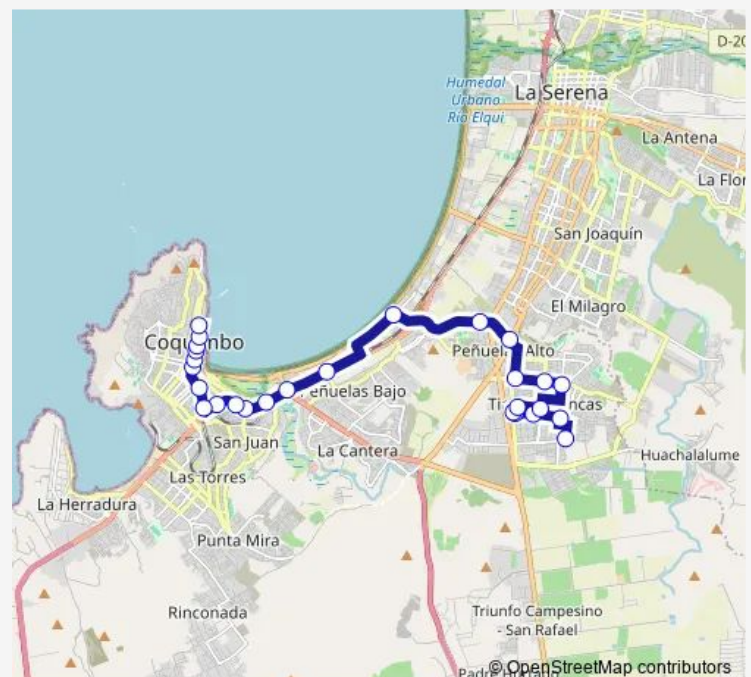 D-20
Humedal
Urbano
Río Elqui
La Serena
La Antena
La Flor
San Joaquín
El Milagro
Coquimbo
Peñuelas Alto
Peñuelas Bajo
San Juan
La Cantera
Huachalalume
Las Torres
La Herradura
Punta Mira
Rinconada
Triunfo Campesino
- San Rafael
© OpenStreetMap contributors